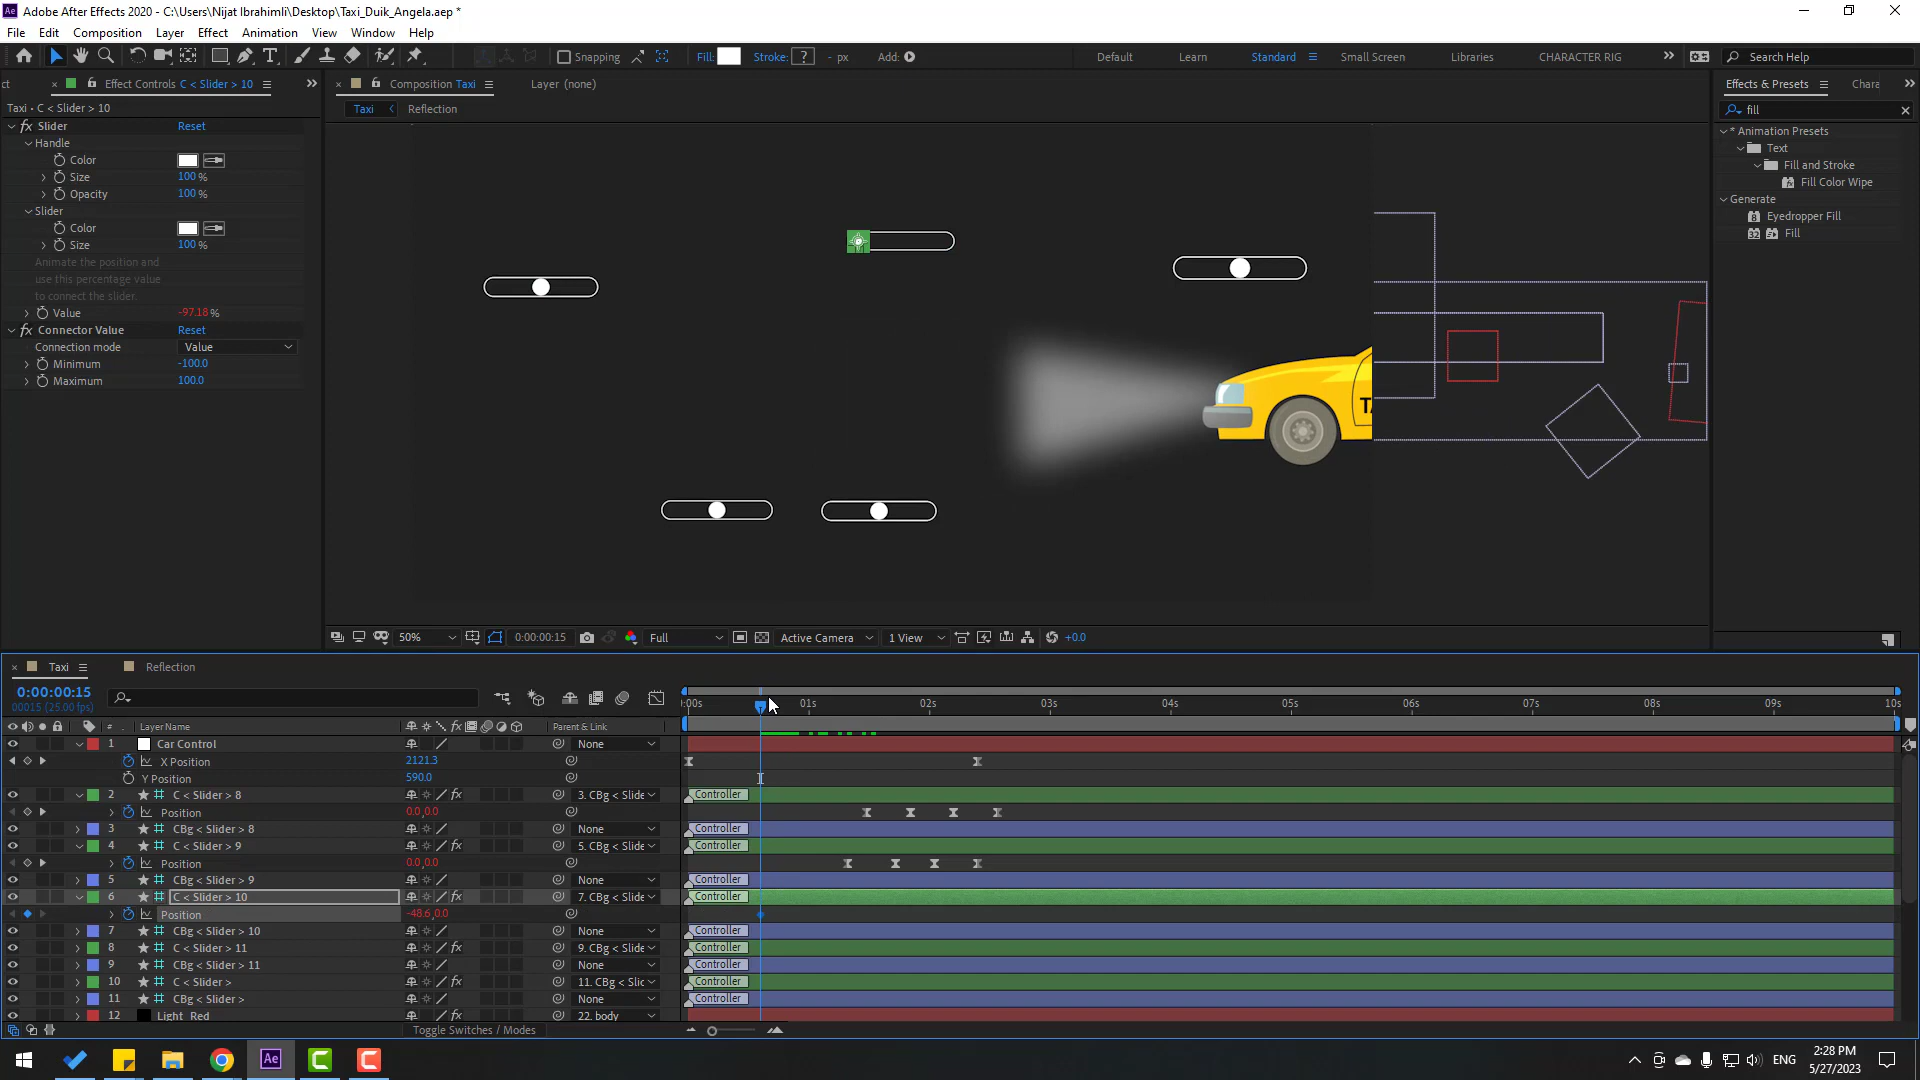 Adobe After Effects 2020 - C:\Users\Nijat Ibrahimli\Desktop\Taxi_Duik_Angela.aep *
File Edit Composition Layer Effect Animation View Window Help
Snapping Fill: Stroke: ? - px Add: Default Learn Standard Small Screen Libraries CHARACTER RIG Search Help
ct Effect Controls C < Slider > 10
Composition Taxi Layer (none)
Effects & Presets Chara
Taxi • C < Slider > 10
Taxi Reflection
fill
Slider Reset
Handle
Color
Size 100 %
Opacity 100 %
Slider
Color
Size 100 %
Animate the position and
use this percentage value
to connect the slider.
Value -97.18 %
Connector Value Reset
Connection mode Value
Minimum -100.0
Maximum 100.0
* Animation Presets
Text
Fill and Stroke
Fill Color Wipe
Generate
Eyedropper Fill
Fill
50% 0:00:00:15 Full Active Camera 1 View +0.0
Taxi Reflection
0:00:00:15
00015 (25.00 fps)
:00s 01s 02s 03s 04s 05s 06s 07s 08s 09s 10s
# . Layer Name Parent & Link
1 Car Control None
X Position 2121.3
Y Position 590.0
2 C < Slider > 8 3. CBg < Slide Controller
Position 0.0,0.0
3 CBg < Slider > 8 None Controller
4 C < Slider > 9 5. CBg < Slide Controller
Position 0.0,0.0
5 CBg < Slider > 9 None Controller
6 C < Slider > 10 7. CBg < Slide Controller
Position -48.6,0.0
7 CBg < Slider > 10 None Controller
8 C < Slider > 11 9. CBg < Slide Controller
9 CBg < Slider > 11 None Controller
10 C < Slider > 11. CBg < Slic Controller
11 CBg < Slider > None Controller
12 Light_Red 22. body
Toggle Switches / Modes
ENG
2:28 PM
5/27/2023